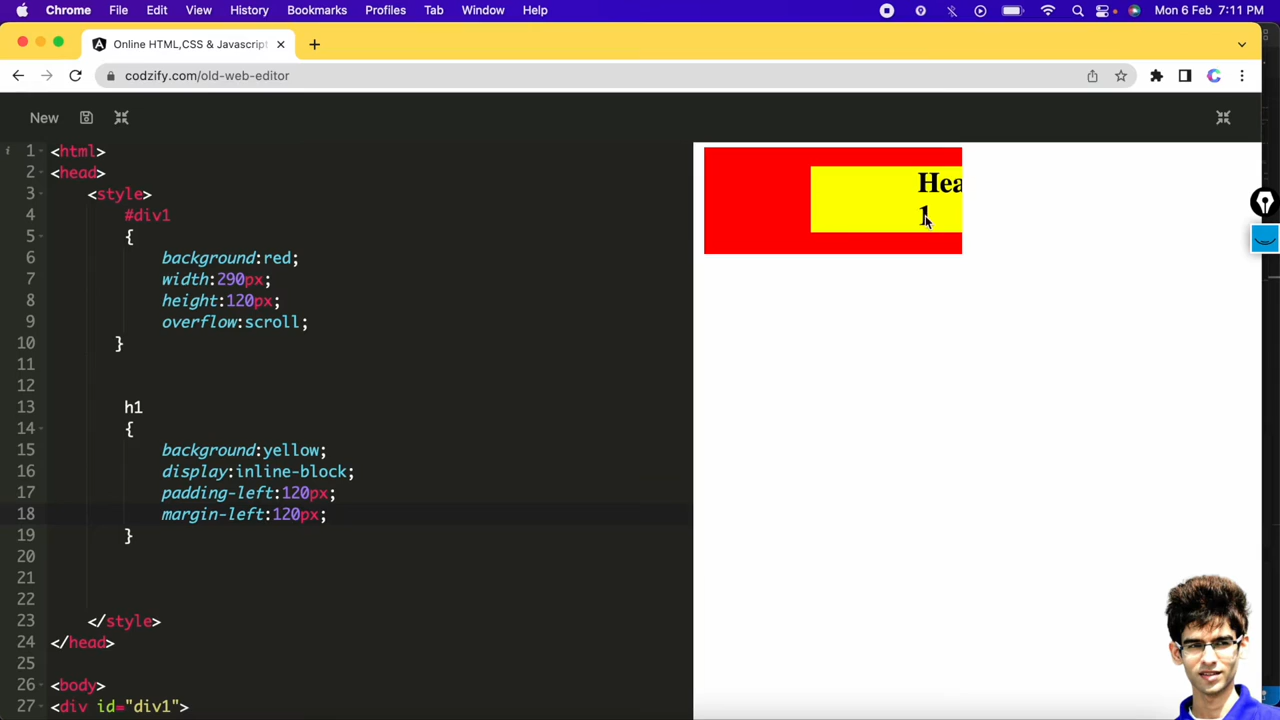 Chrome File Edit View History Bookmarks Profiles Tab Window Help Mon 6 Feb 7:11 PM
Online HTML,CSS & Javascript
codzify.com/old-web-editor
New
1 <html>
2 <head>
3 <style>
4 #div1
5 {
6 background:red;
7 width:290px;
8 height:120px;
9 overflow:scroll;
10 }
11
12
13 h1
14 {
15 background:yellow;
16 display:inline-block;
17 padding-left:120px;
18 margin-left:120px;
19 }
20
21
22
23 </style>
24 </head>
25
26 <body>
27 <div id="div1">
Hea
1